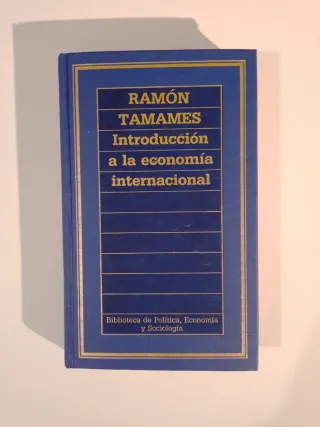 RAMÓN
TAMAMES
Introducción
a la economía
internacional
Biblioteca de Política, Economía
y Sociología